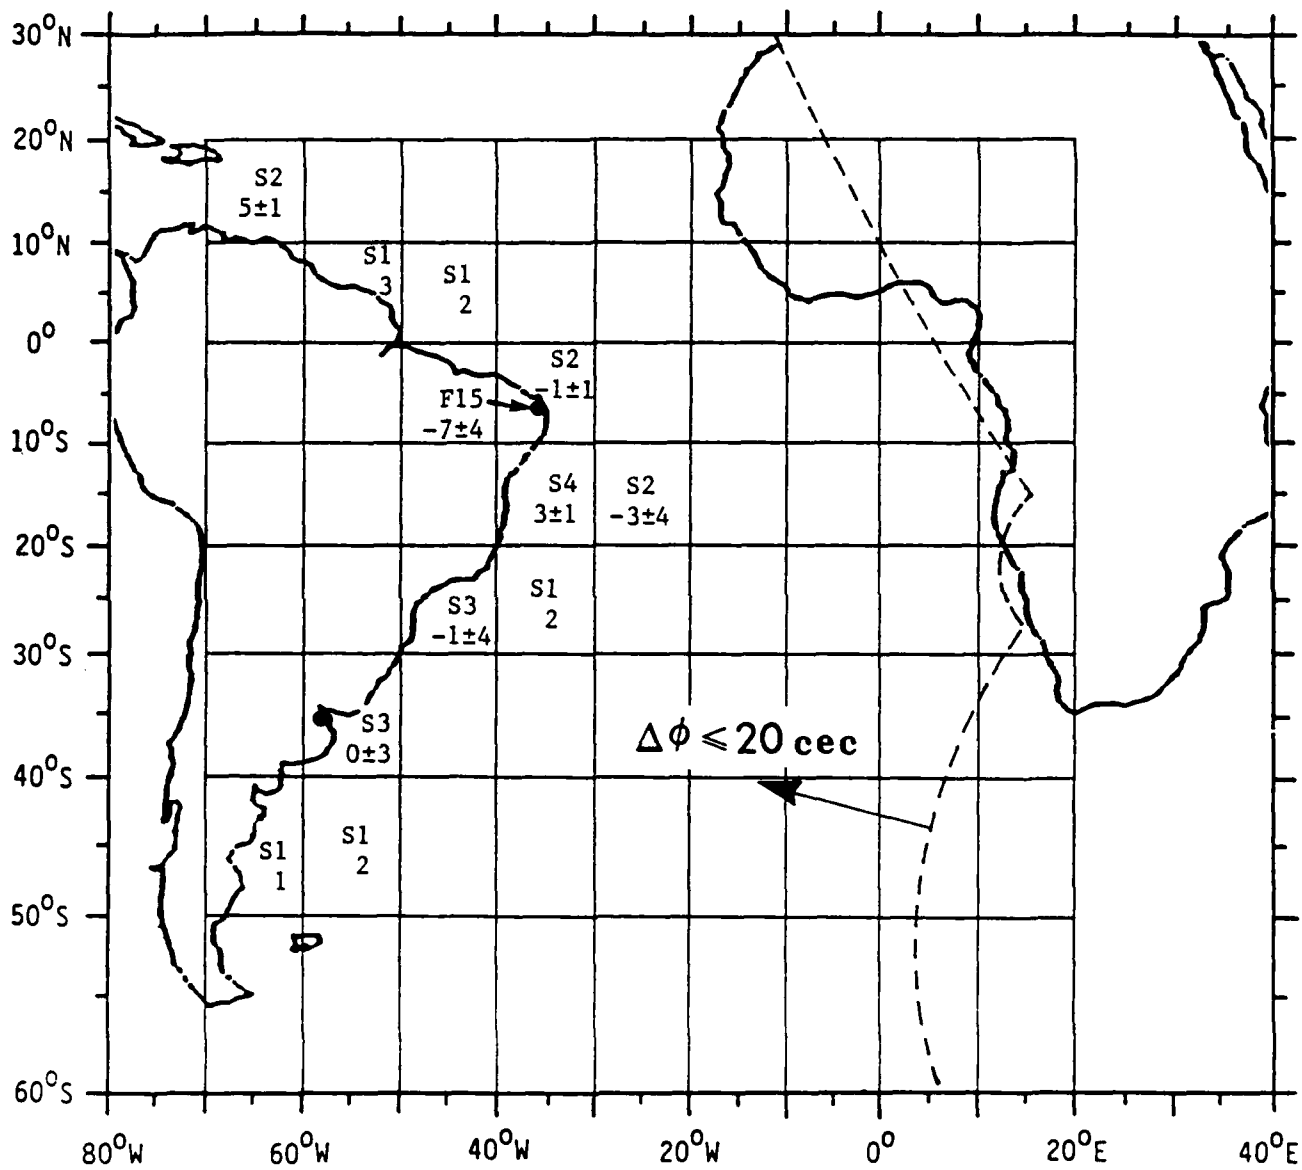 30°N
20°N
S2
5±1
10°N
S1
3
S1
2
0°
S2
-1±1
F15
-7±4
10°S
S4
3±1
S2
-3±4
20°S
S3
-1±4
S1
2
30°S
S3
0±3
Δφ ⩽ 20 cec
40°S
S1
1
S1
2
50°S
60°S
80°W
60°W
40°W
20°W
0°
20°E
40°E